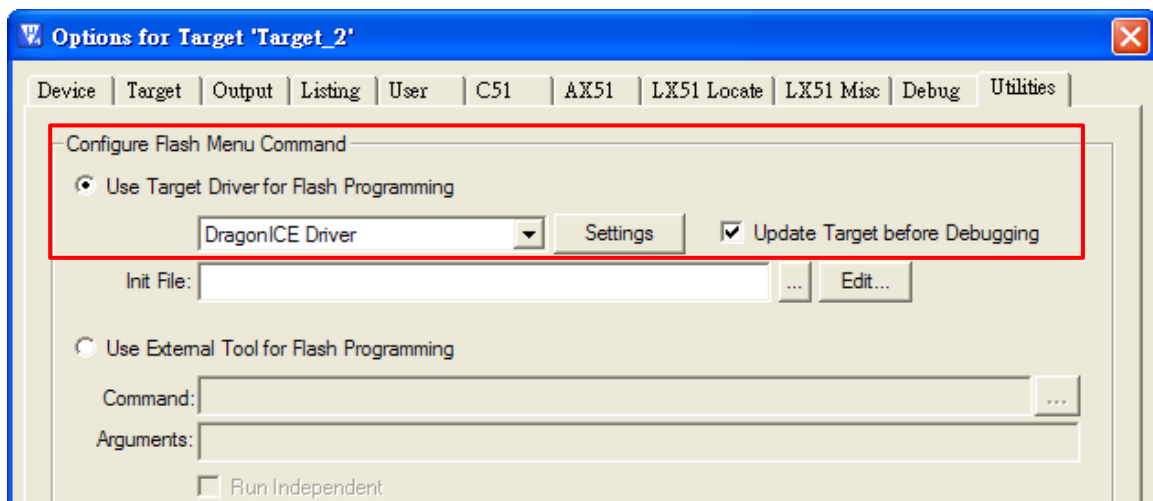 Options for Target 'Target_2'
Device Target Output Listing User C51 AX51 LX51 Locate LX51 Misc Debug Utilities
Configure Flash Menu Command
Use Target Driver for Flash Programming
DragonICE Driver Settings Update Target before Debugging
Init File: ... Edit...
Use External Tool for Flash Programming
Command: ...
Arguments:
Run Independent